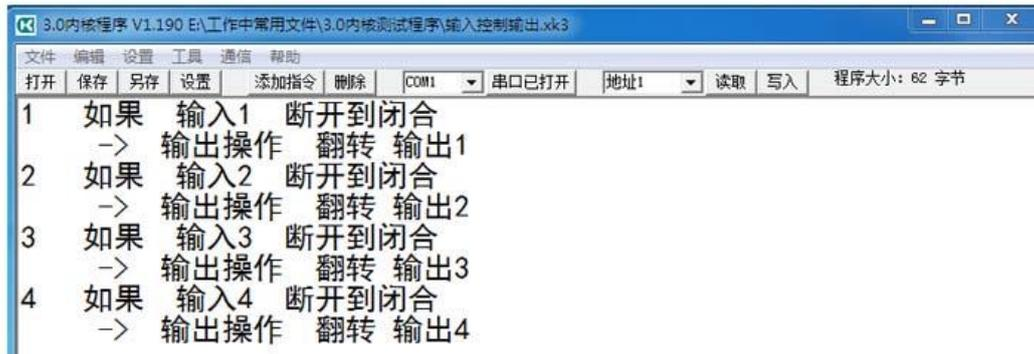 3.0内核程序 V1.190 E:\工作中常用文件\3.0内核测试程序\输入控制输出.xk3
文件 编辑 设置 工具 通信 帮助
打开 保存 另存 设置 添加指令 删除 COM1 串口已打开 地址1 读取 写入 程序大小: 62 字节
1 如果 输入1 断开到闭合
-> 输出操作 翻转 输出1
2 如果 输入2 断开到闭合
-> 输出操作 翻转 输出2
3 如果 输入3 断开到闭合
-> 输出操作 翻转 输出3
4 如果 输入4 断开到闭合
-> 输出操作 翻转 输出4